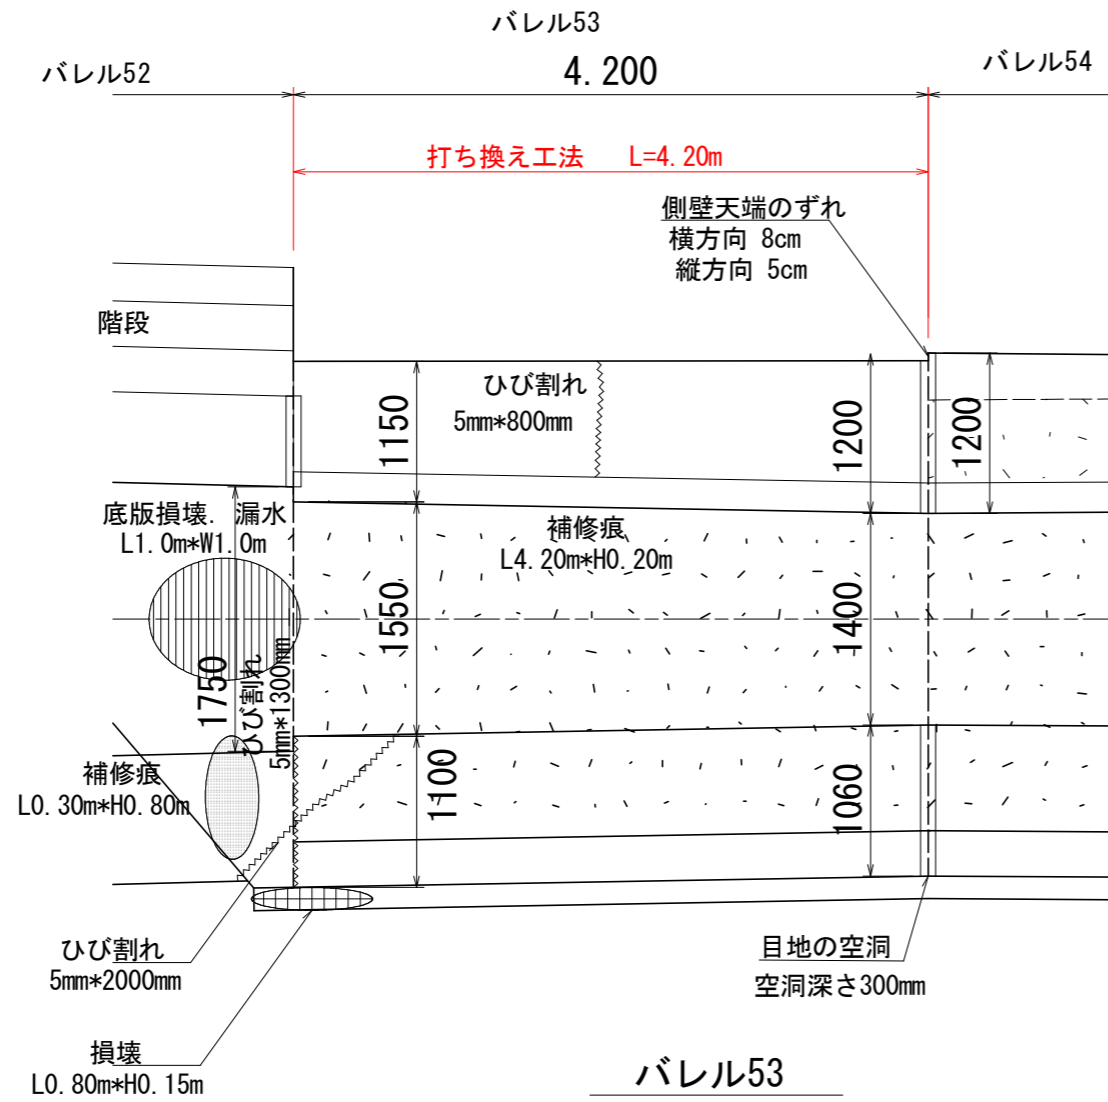 バレル53
バレル52
4.200
バレル54
打ち換え工法 L=4.20m
側壁天端のずれ
横方向 8cm
縦方向 5cm
階段
ひび割れ
5mm*800mm
1150
1200
1200
底版損壊. 漏水
L1.0m*W1.0m
補修痕
L4.20m*H0.20m
1550
1400
1750
ひび割れ
5mm*1300mm
補修痕
L0.30m*H0.80m
1100
1060
ひび割れ
5mm*2000mm
目地の空洞
空洞深さ300mm
損壊
L0.80m*H0.15m
バレル53